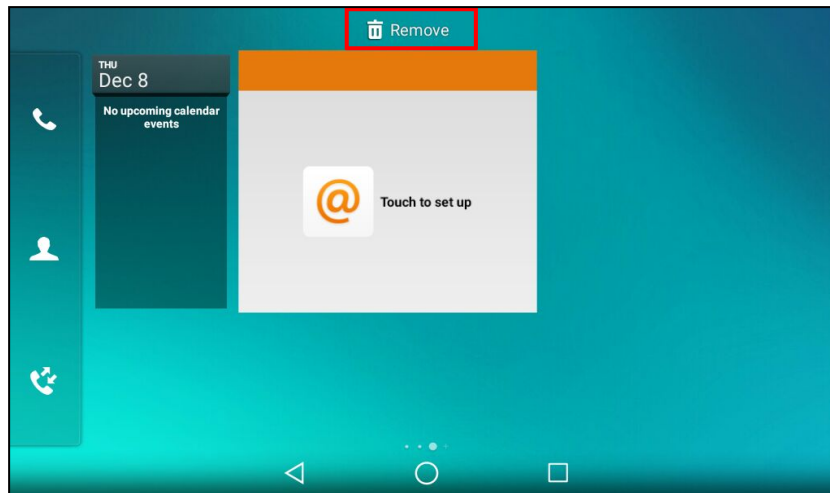 Remove
THU
Dec 8
No upcoming calendar
events
@
Touch to set up